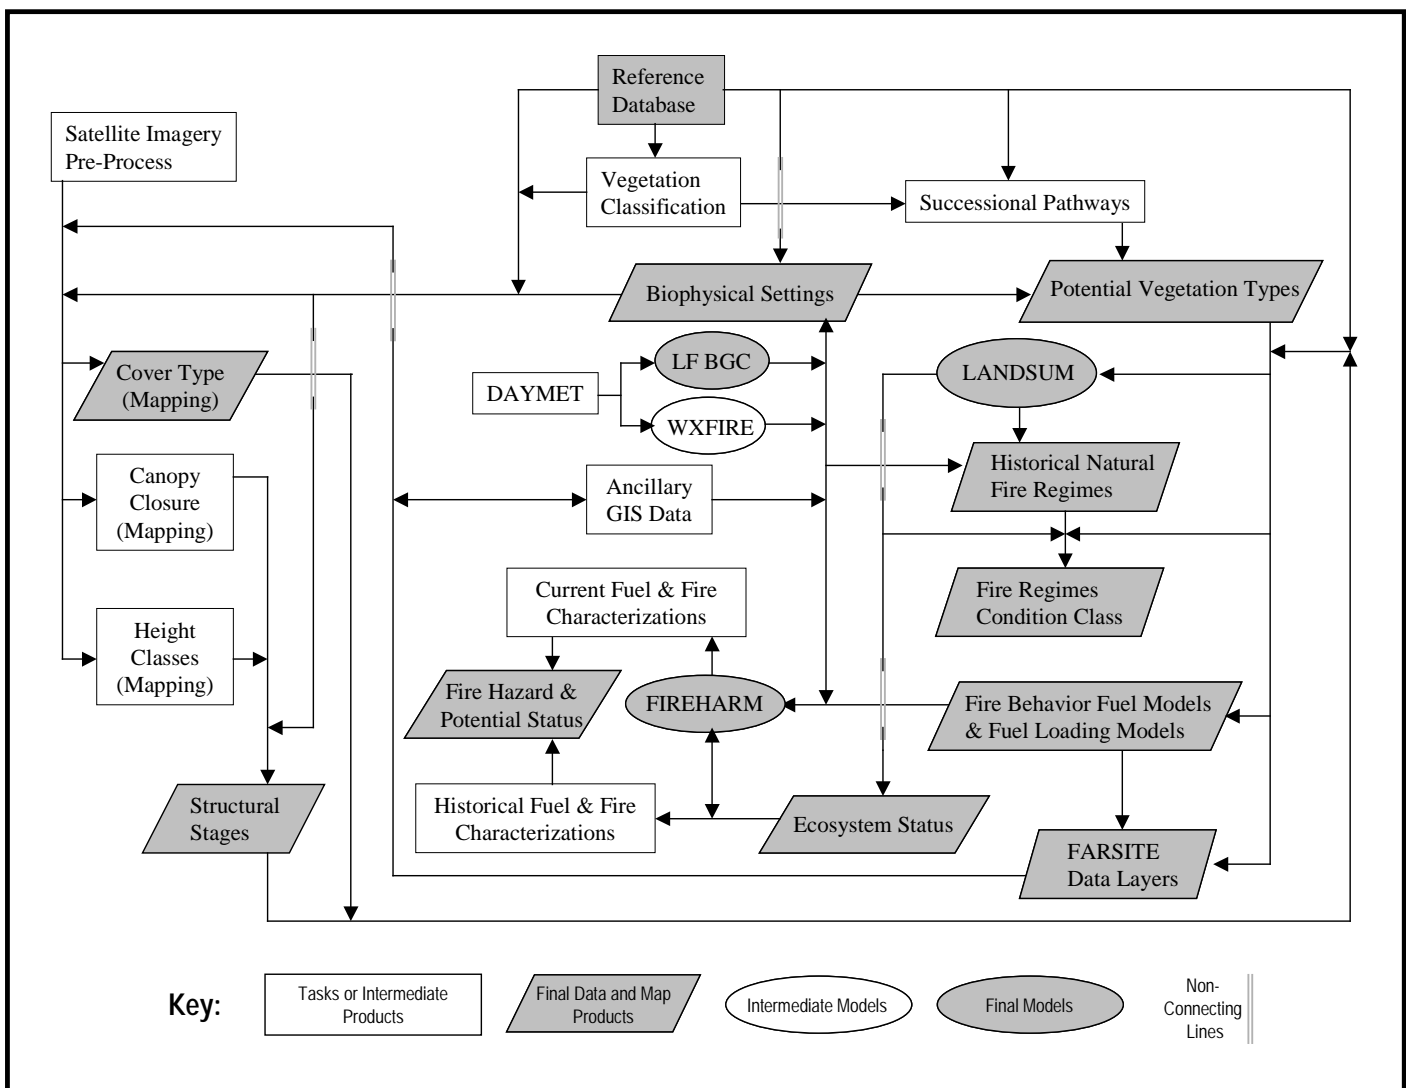 Reference
Database
Satellite Imagery
Pre-Process
Vegetation
Classification
Successional Pathways
Biophysical Settings
Potential Vegetation Types
Cover Type
(Mapping)
LF BGC
LANDSUM
DAYMET
WXFIRE
Canopy
Closure
(Mapping)
Ancillary
GIS Data
Historical Natural
Fire Regimes
Current Fuel & Fire
Characterizations
Fire Regimes
Condition Class
Height
Classes
(Mapping)
Fire Hazard &
Potential Status
FIREHARM
Fire Behavior Fuel Models
& Fuel Loading Models
Structural
Stages
Historical Fuel & Fire
Characterizations
Ecosystem Status
FARSITE
Data Layers
Key:
Tasks or Intermediate
Products
Final Data and Map
Products
Intermediate Models
Final Models
Non-
Connecting
Lines